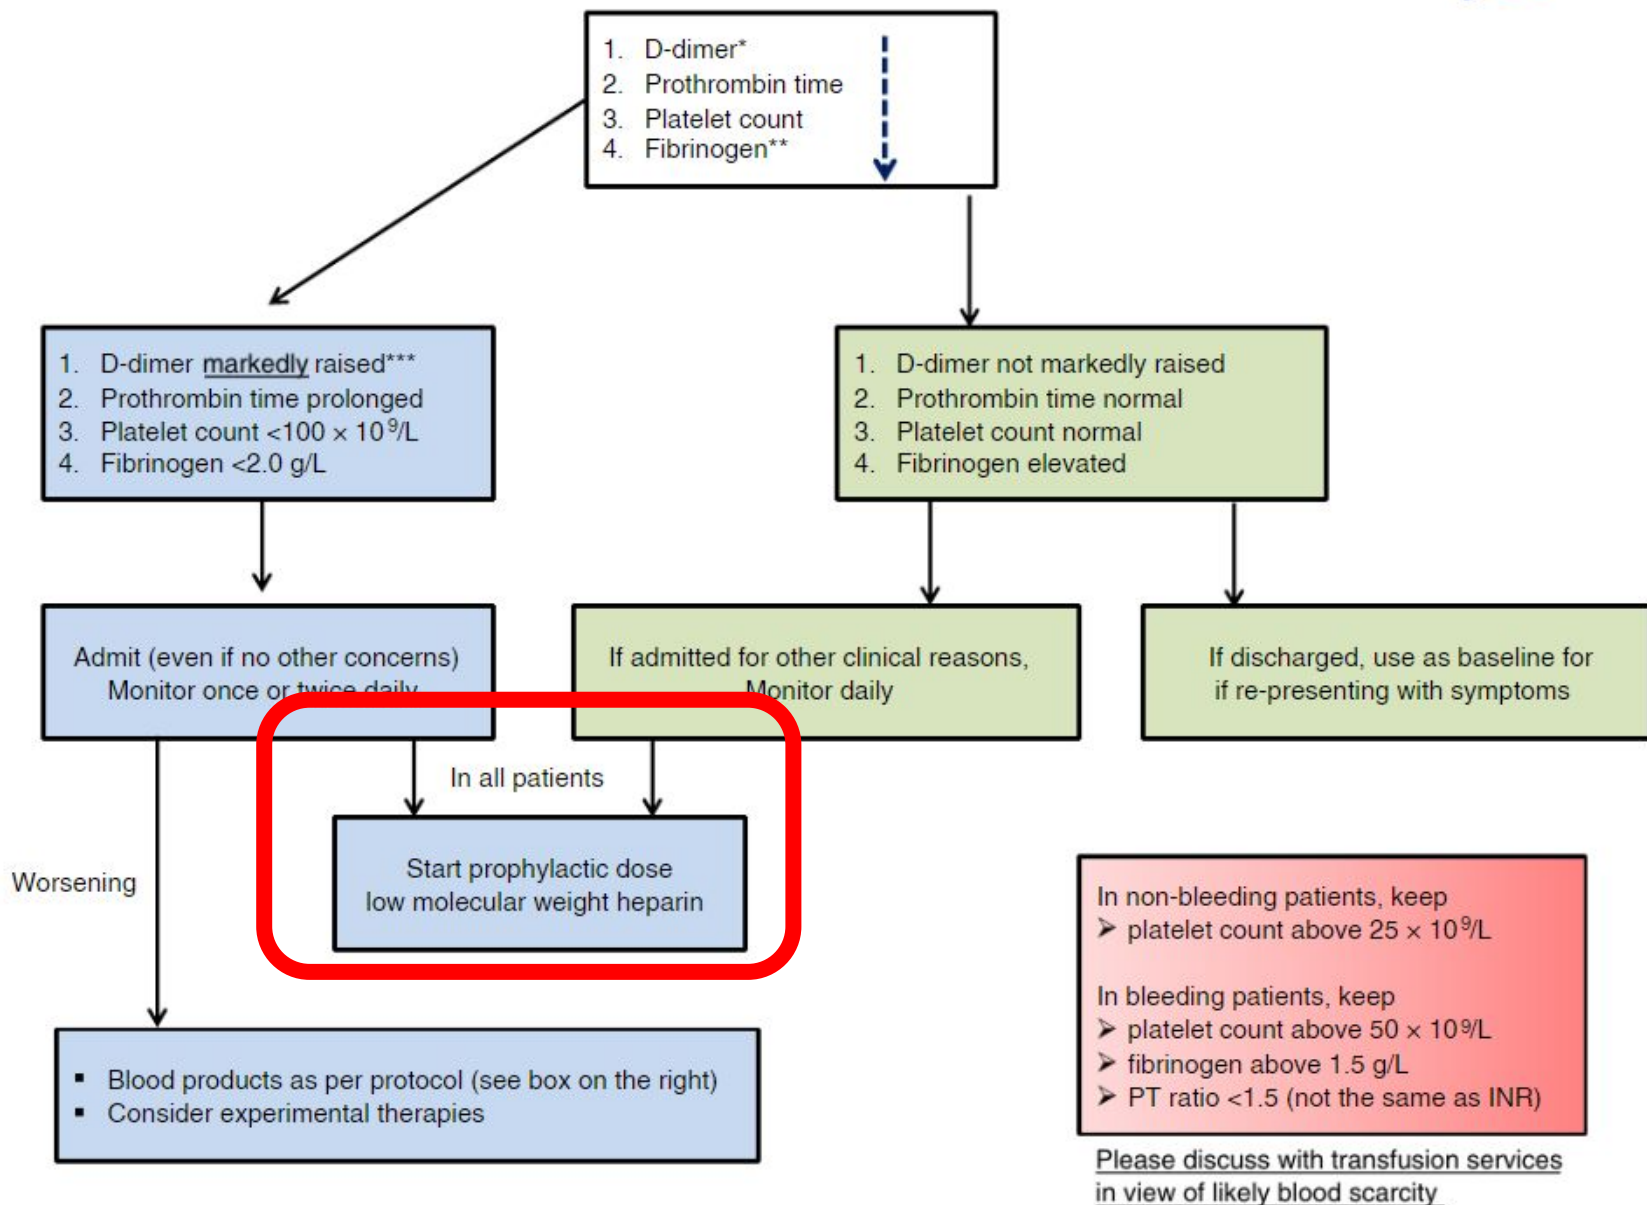 1. D-dimer*
2. Prothrombin time
3. Platelet count
4. Fibrinogen**
1. D-dimer markedly raised***
2. Prothrombin time prolonged
3. Platelet count <100 × 10⁹/L
4. Fibrinogen <2.0 g/L
1. D-dimer not markedly raised
2. Prothrombin time normal
3. Platelet count normal
4. Fibrinogen elevated
Admit (even if no other concerns)
Monitor once or twice daily
If admitted for other clinical reasons,
Monitor daily
If discharged, use as baseline for
if re-presenting with symptoms
In all patients
Start prophylactic dose
low molecular weight heparin
Worsening
▪ Blood products as per protocol (see box on the right)
▪ Consider experimental therapies
In non-bleeding patients, keep
➢ platelet count above 25 × 10⁹/L
In bleeding patients, keep
➢ platelet count above 50 × 10⁹/L
➢ fibrinogen above 1.5 g/L
➢ PT ratio <1.5 (not the same as INR)
Please discuss with transfusion services
in view of likely blood scarcity